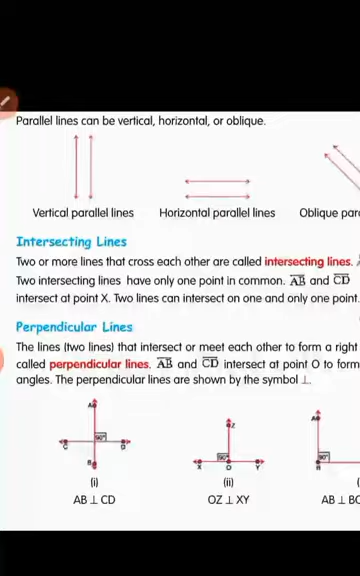 Parallel lines can be vertical, horizontal, or oblique.
Vertical parallel lines Horizontal parallel lines Oblique par
Intersecting Lines
Two or more lines that cross each other are called intersecting lines.
Two intersecting lines have only one point in common. AB and CD
intersect at point X. Two lines can intersect on one and only one point.
Perpendicular Lines
The lines (two lines) that intersect or meet each other to form a right
called perpendicular lines. AB and CD intersect at point O to form
angles. The perpendicular lines are shown by the symbol ⊥.
A Z A
C 90° D X 90° O Y 90° B
B
(i) (ii)
AB ⊥ CD OZ ⊥ XY AB ⊥ BC